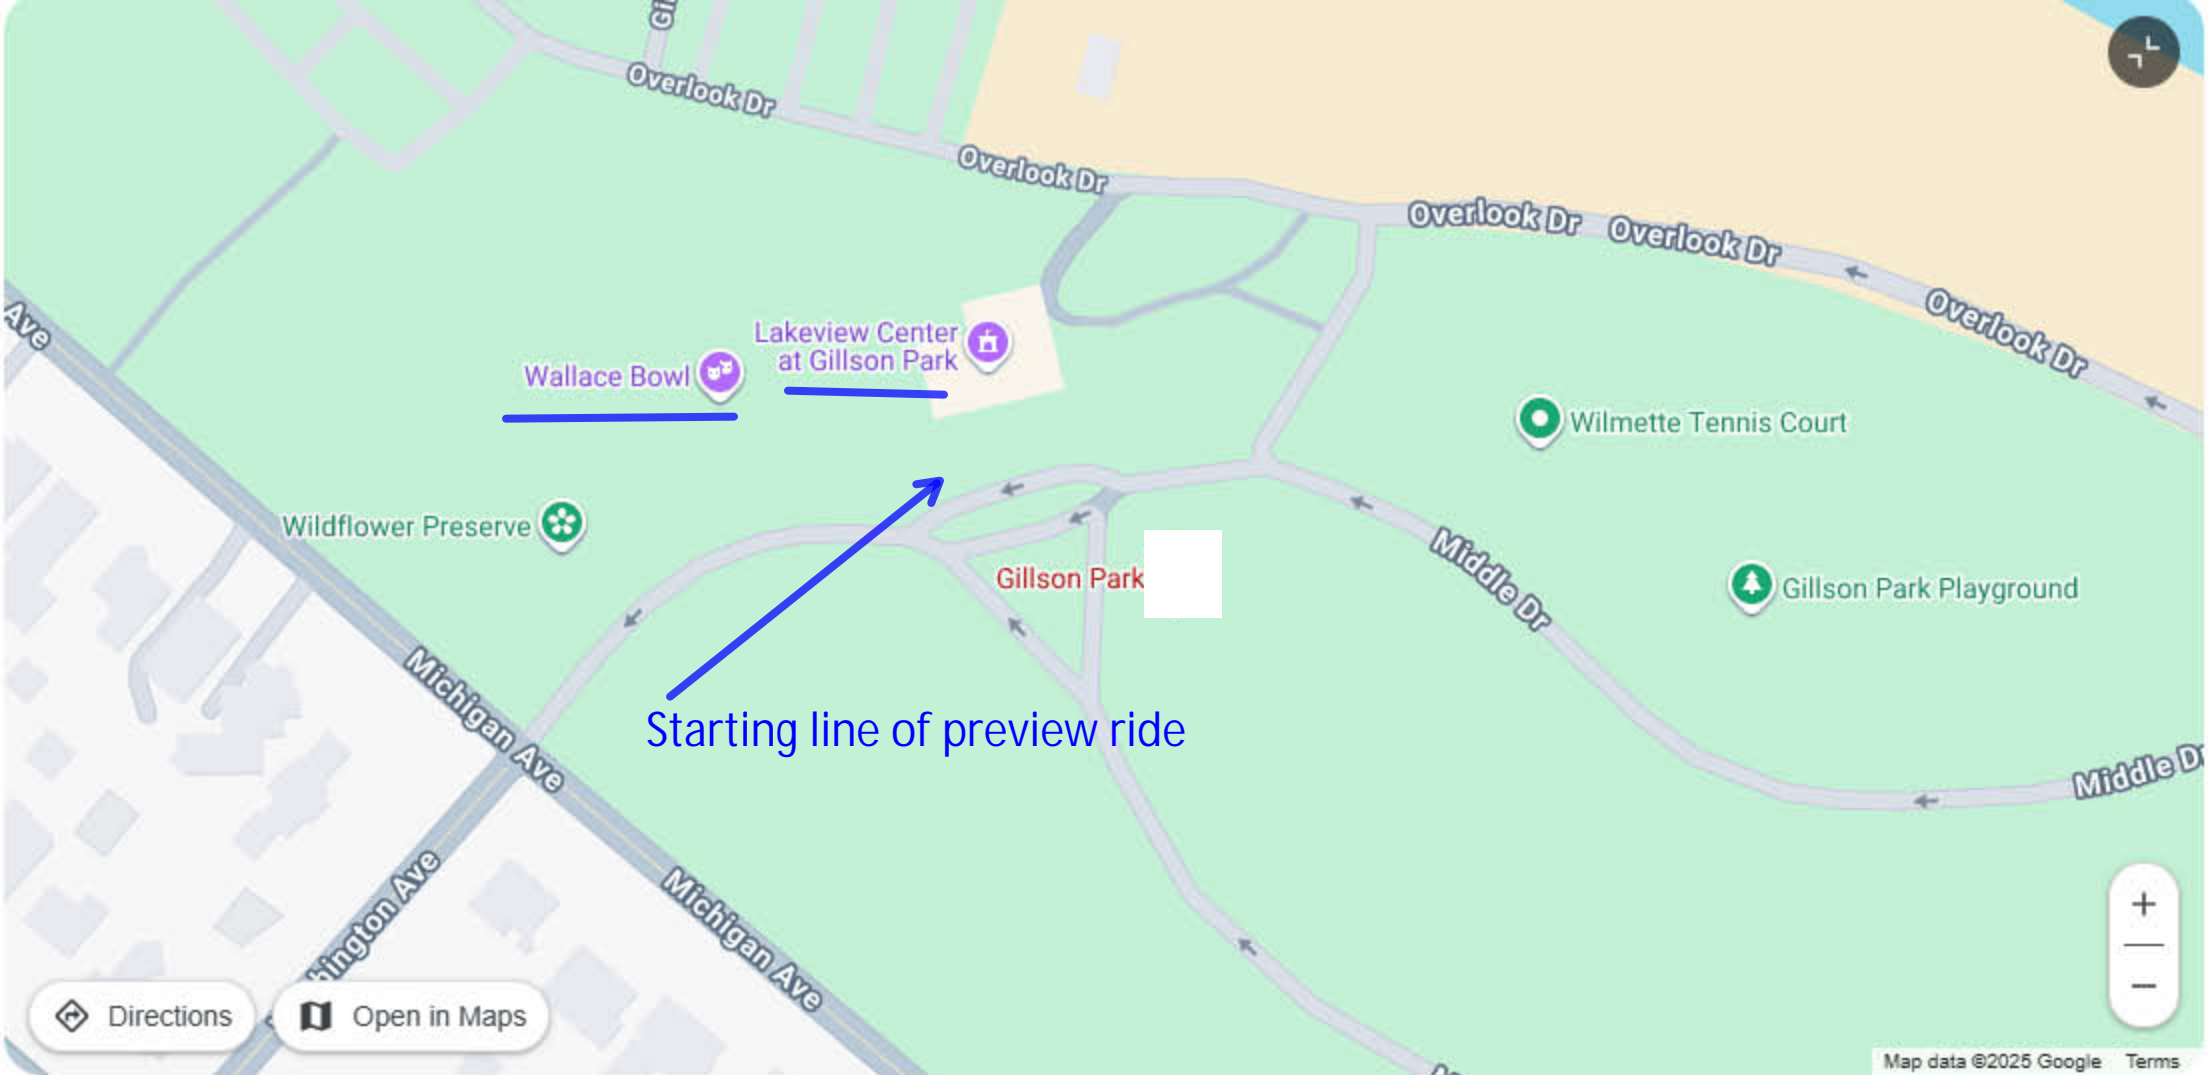 Gil
Overlook Dr
Overlook Dr
Overlook Dr
Overlook Dr
Overlook Dr
Ave
Lakeview Center
at Gillson Park
Wallace Bowl
Wilmette Tennis Court
Wildflower Preserve
Gillson Park
Middle Dr
Gillson Park Playground
Starting line of preview ride
Michigan Ave
Middle Dr
hington Ave
Michigan Ave
Directions
Open in Maps
+
−
Map data ©2025 Google
Terms